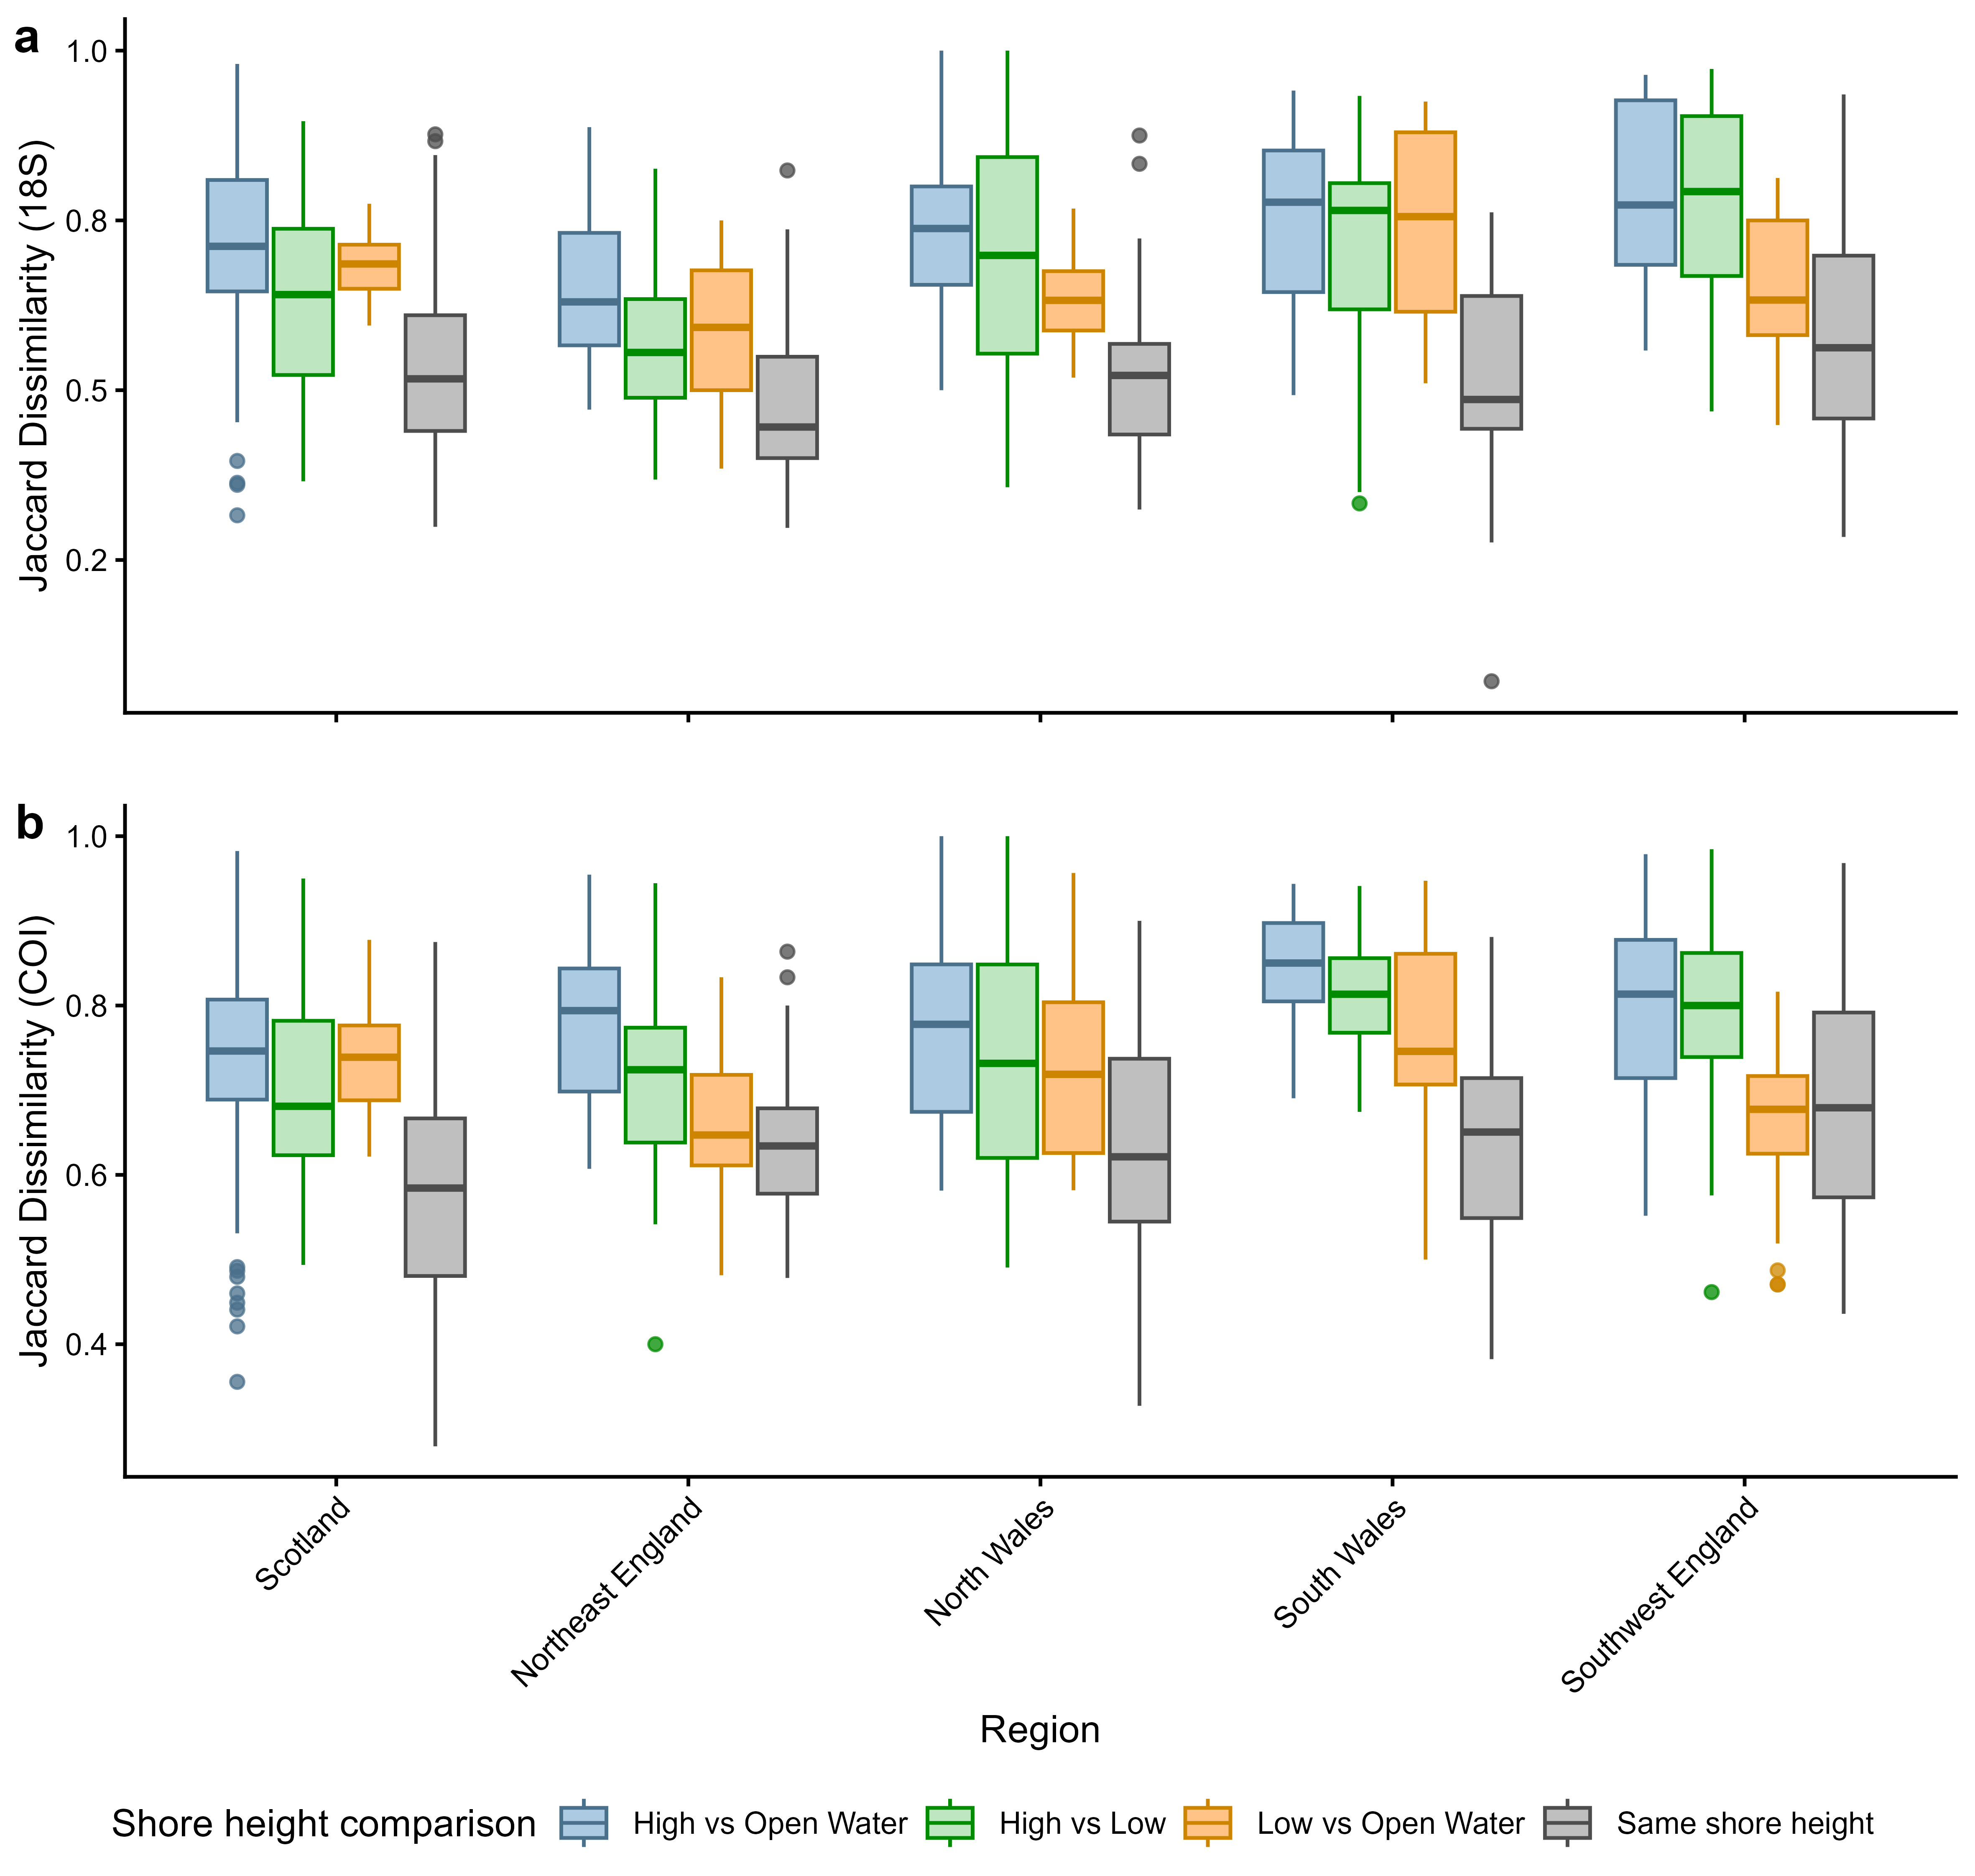 a
Jaccard Dissimilarity (18S)
1.0
0.8
0.5
0.2
b
Jaccard Dissimilarity (COI)
1.0
0.8
0.6
0.4
Scotland
Northeast England
North Wales
South Wales
Southwest England
Region
Shore height comparison High vs Open Water High vs Low Low vs Open Water Same shore height